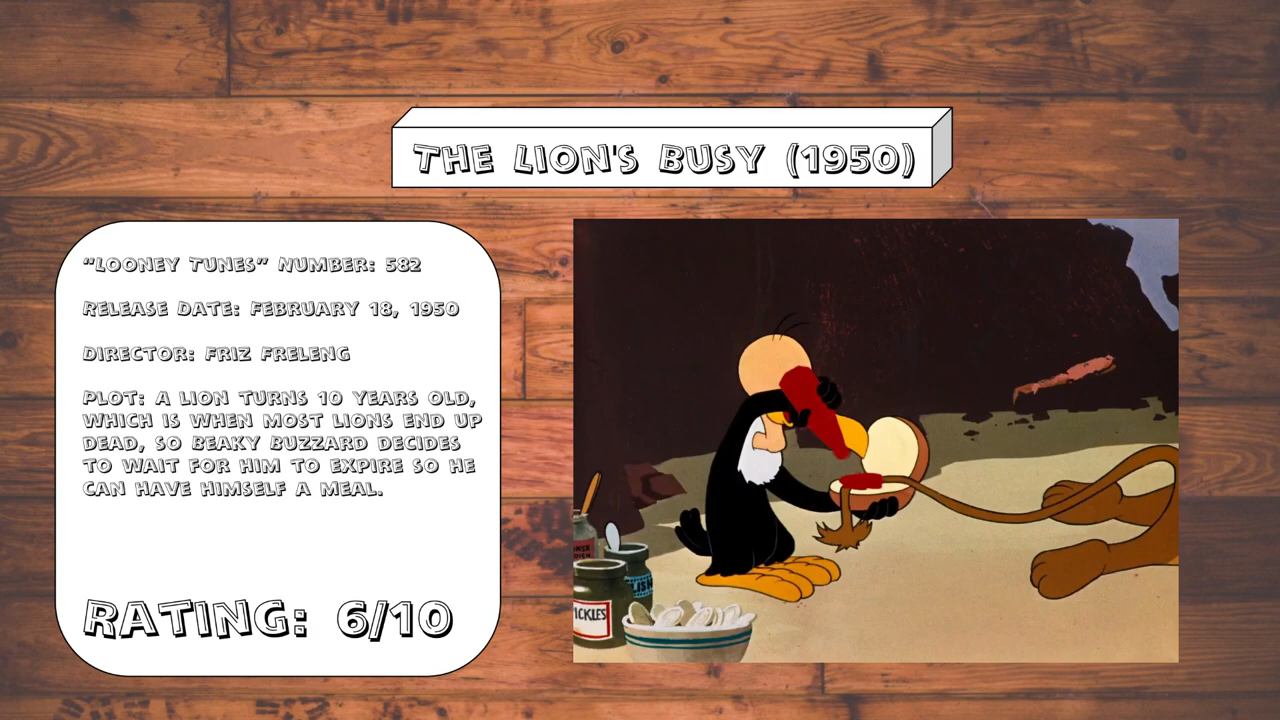 THE LION'S BUSY (1950)
"LOONEY TUNES" NUMBER: 582
RELEASE DATE: FEBRUARY 18, 1950
DIRECTOR: FRIZ FRELENG
PLOT: A LION TURNS 10 YEARS OLD,
WHICH IS WHEN MOST LIONS END UP
DEAD, SO BEAKY BUZZARD DECIDES
TO WAIT FOR HIM TO EXPIRE SO HE
CAN HAVE HIMSELF A MEAL.
RATING: 6/10
ICKLES